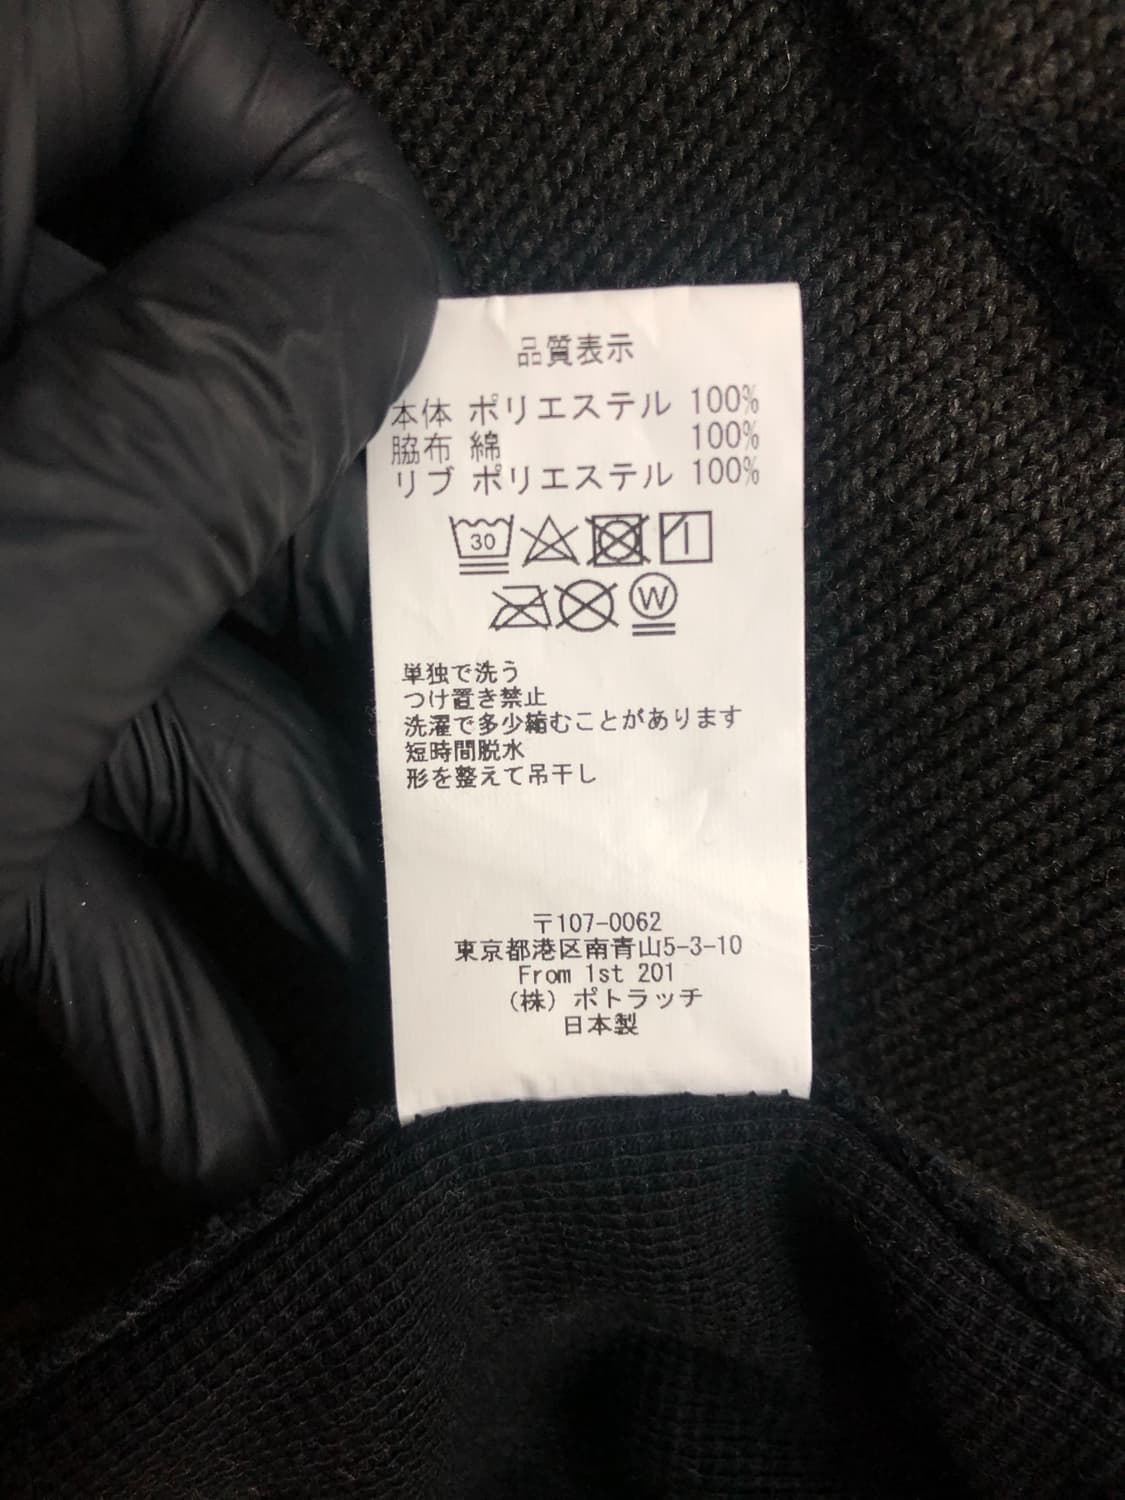 品質表示
本体 ポリエステル 100%
脇布 綿 100%
リブ ポリエステル 100%
30
W
単独で洗う
つけ置き禁止
洗濯で多少縮むことがあります
短時間脱水
形を整えて吊干し
〒107-0062
東京都港区南青山5-3-10
From 1st 201
(株) ポトラッチ
日本製